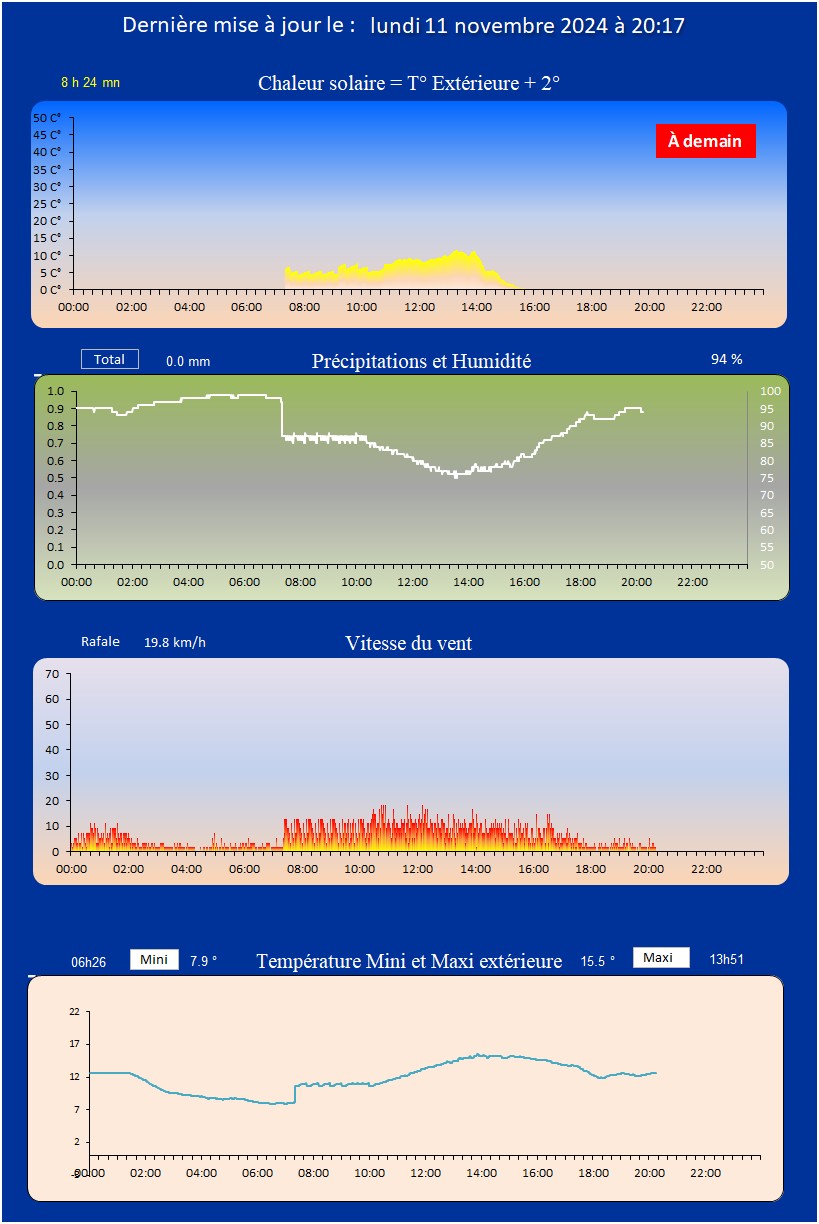 Dernière mise à jour le : lundi 11 novembre 2024 à 20:17
8 h 24 mn Chaleur solaire = T° Extérieure + 2°
50 C°
À demain
45 C°
40 C°
35 C°
30 C°
25 C°
20 C°
15 C°
10 C°
5 C°
0 C°
00:00 02:00 04:00 06:00 08:00 10:00 12:00 14:00 16:00 18:00 20:00 22:00
Total 0.0 mm Précipitations et Humidité 94 %
1.0 100
0.9 95
0.8 90
0.7 85
0.6 80
0.5 75
0.4 70
0.3 65
0.2 60
0.1 55
0.0 50
00:00 02:00 04:00 06:00 08:00 10:00 12:00 14:00 16:00 18:00 20:00 22:00
Rafale 19.8 km/h Vitesse du vent
70
60
50
40
30
20
10
0
00:00 02:00 04:00 06:00 08:00 10:00 12:00 14:00 16:00 18:00 20:00 22:00
06h26 Mini 7.9 ° Température Mini et Maxi extérieure 15.5 ° Maxi 13h51
22
17
12
7
2
-3
00:00 02:00 04:00 06:00 08:00 10:00 12:00 14:00 16:00 18:00 20:00 22:00